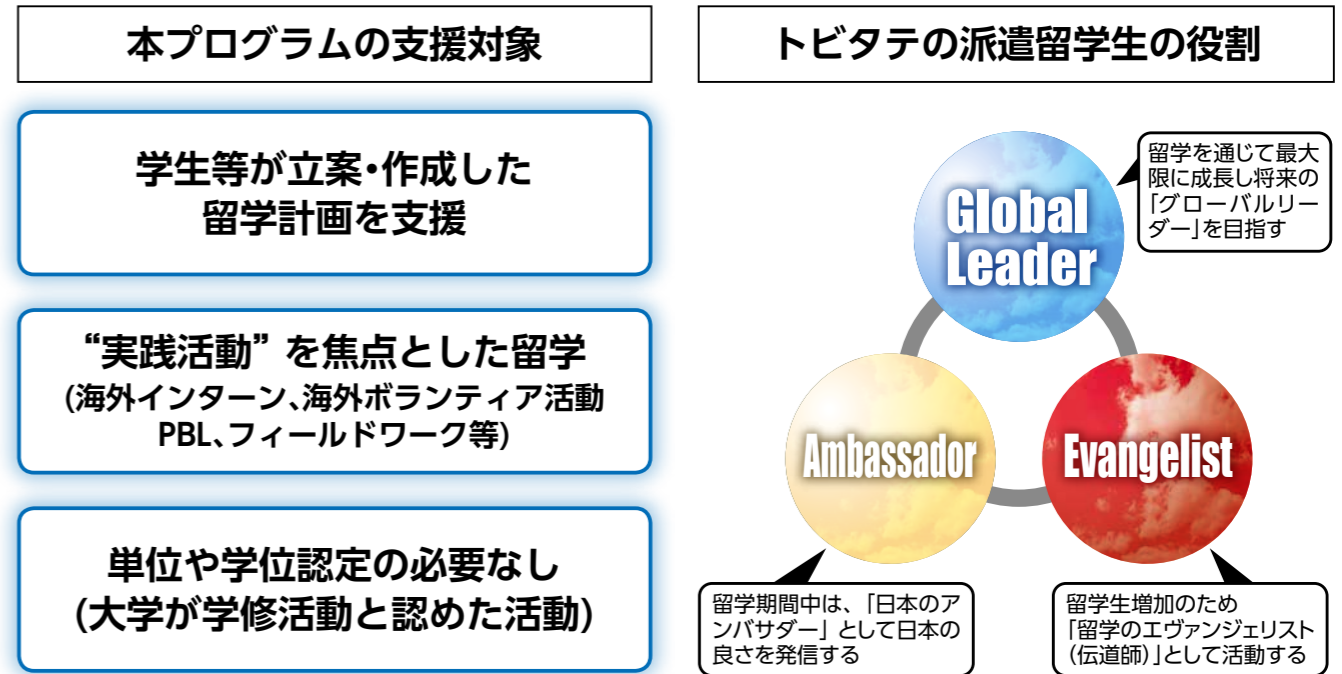 本プログラムの支援対象
学生等が立案・作成した
留学計画を支援
“実践活動”を焦点とした留学
(海外インターン、海外ボランティア活動
PBL、フィールドワーク等)
単位や学位認定の必要なし
(大学が学修活動と認めた活動)
トビタテの派遣留学生の役割
Global
Leader
留学を通じて最大
限に成長し将来の
「グローバルリー
ダー」を目指す
Ambassador
Evangelist
留学期間中は、「日本のア
ンバサダー」として日本の
良さを発信する
留学生増加のため
「留学のエヴァンジェリスト
(伝道師)」として活動する